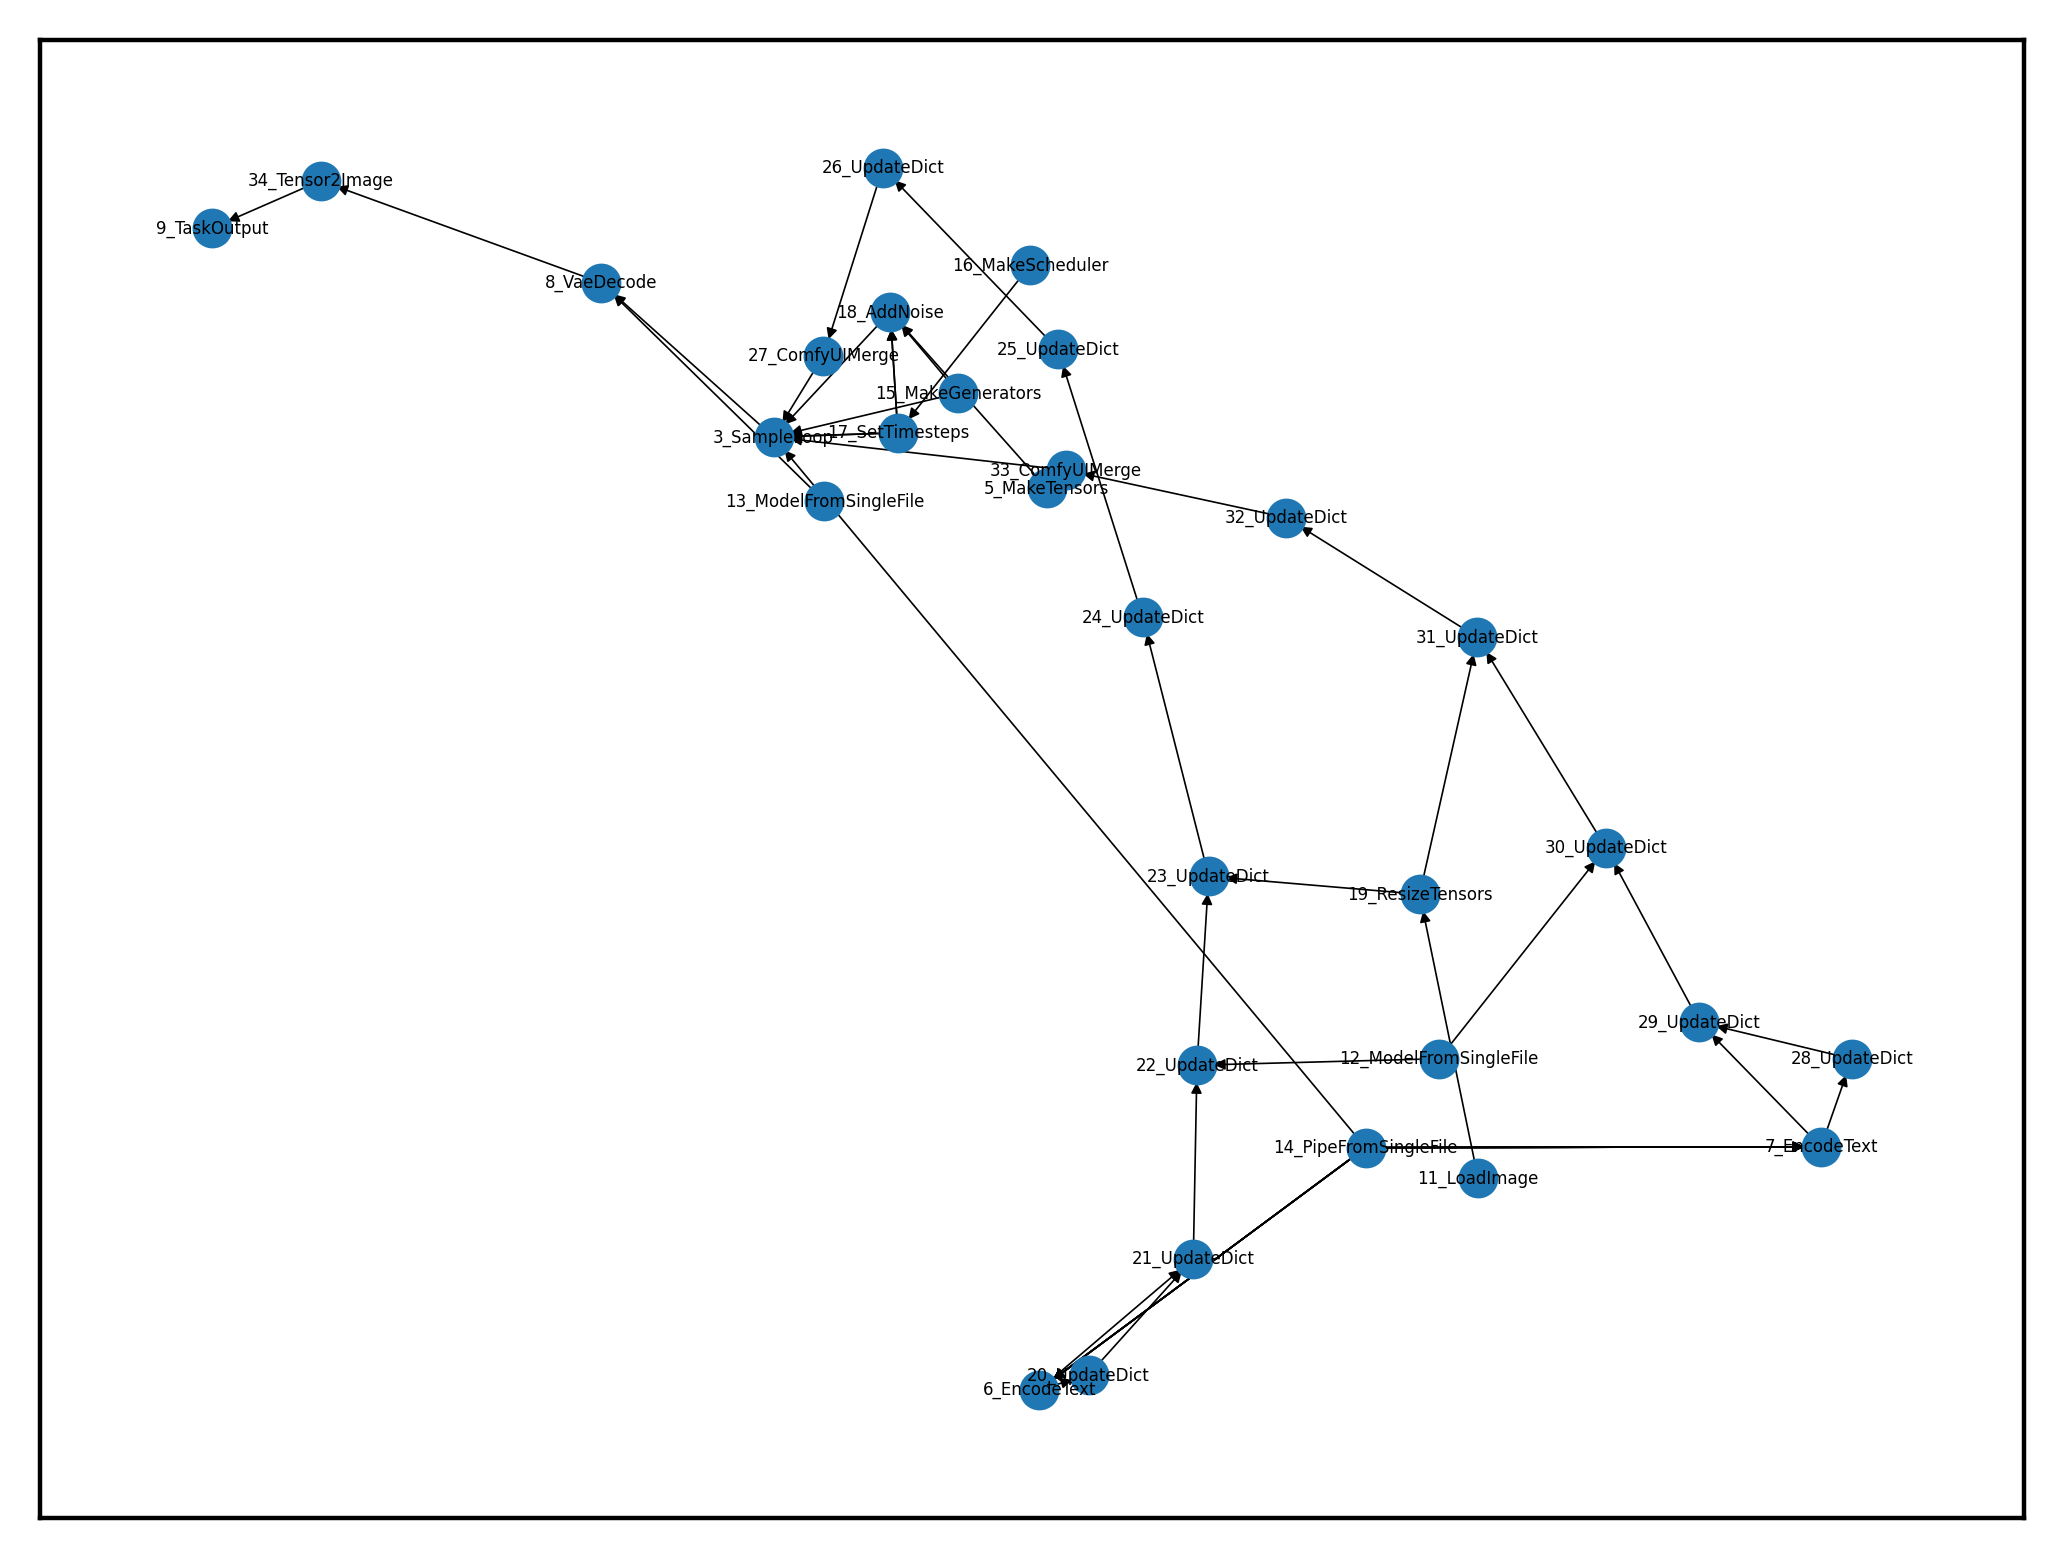 26_UpdateDict
34_Tensor2Image
9_TaskOutput
16_MakeScheduler
8_VaeDecode
18_AddNoise
25_UpdateDict
27_ComfyUIMerge
15_MakeGenerators
3_SampleLoop
17_SetTimesteps
33_ComfyUIMerge
5_MakeTensors
13_ModelFromSingleFile
32_UpdateDict
24_UpdateDict
31_UpdateDict
30_UpdateDict
23_UpdateDict
19_ResizeTensors
29_UpdateDict
28_UpdateDict
12_ModelFromSingleFile
22_UpdateDict
14_PipeFromSingleFile
7_EncodeText
11_LoadImage
21_UpdateDict
20_UpdateDict
6_EncodeText